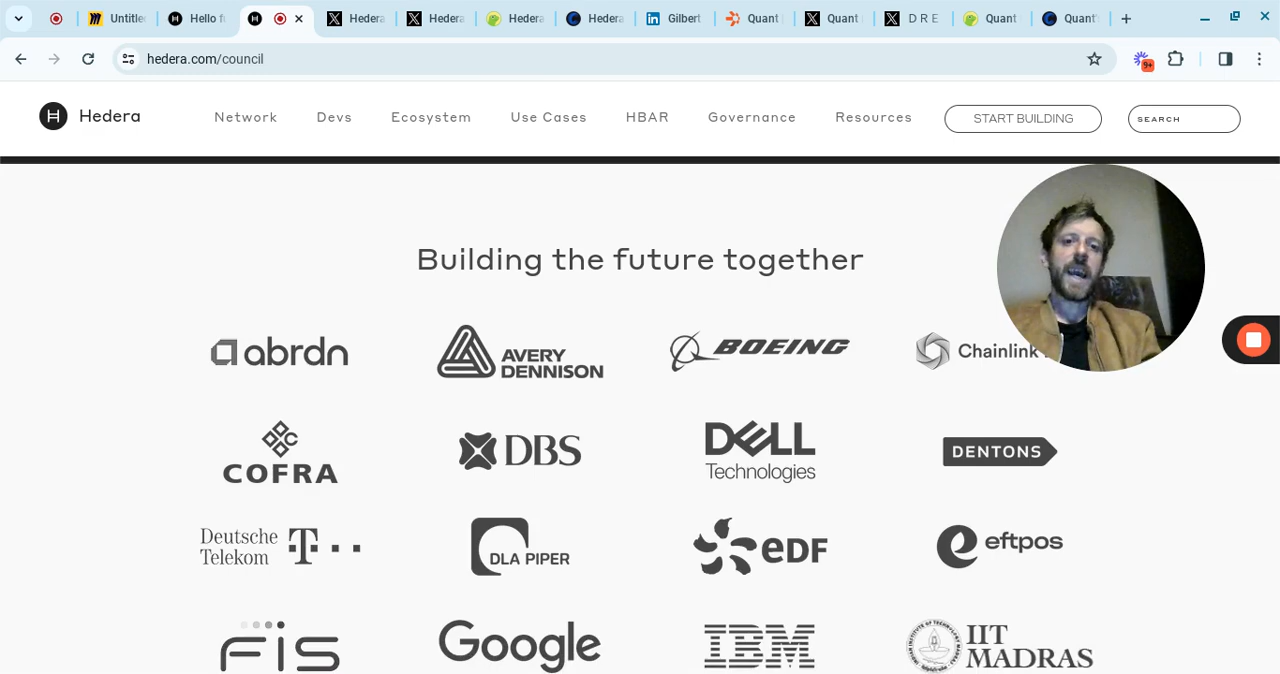 Untitle
Hello f
Hedera
Hedera
Hedera
Hedera
Gilbert
Quant
Quant
D R E
Quant
Quant'
hedera.com/council
9+
Hedera
Network
Devs
Ecosystem
Use Cases
HBAR
Governance
Resources
START BUILDING
SEARCH
Building the future together
abrdn
AVERY
DENNISON
BOEING
Chainlink
COFRA
DBS
DELL
Technologies
DENTONS
Deutsche
Telekom
T
DLA PIPER
eDF
eftpos
FIS
Google
IBM
IIT
MADRAS